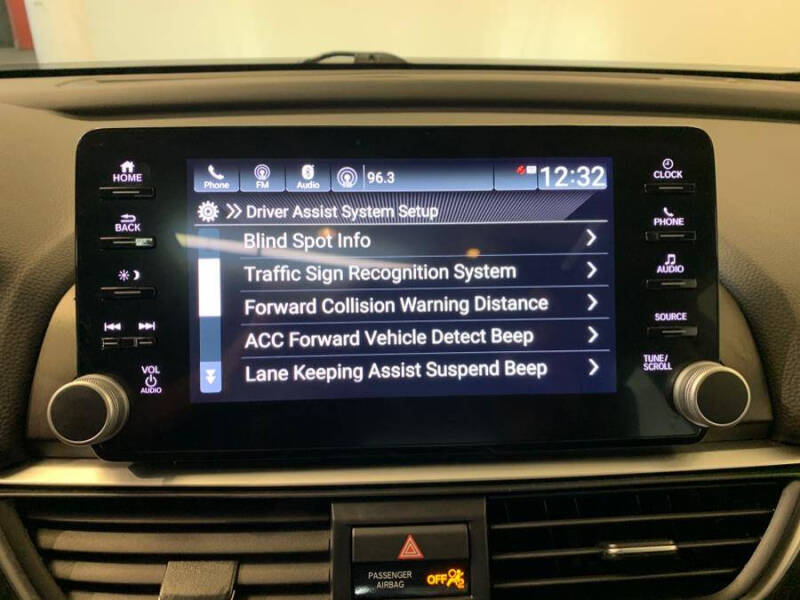 HOME
BACK
VOL
AUDIO
Phone
FM
Audio
96.3
12:32
Driver Assist System Setup
Blind Spot Info
Traffic Sign Recognition System
Forward Collision Warning Distance
ACC Forward Vehicle Detect Beep
Lane Keeping Assist Suspend Beep
CLOCK
PHONE
AUDIO
SOURCE
TUNE/
SCROLL
PASSENGER
AIRBAG
OFF